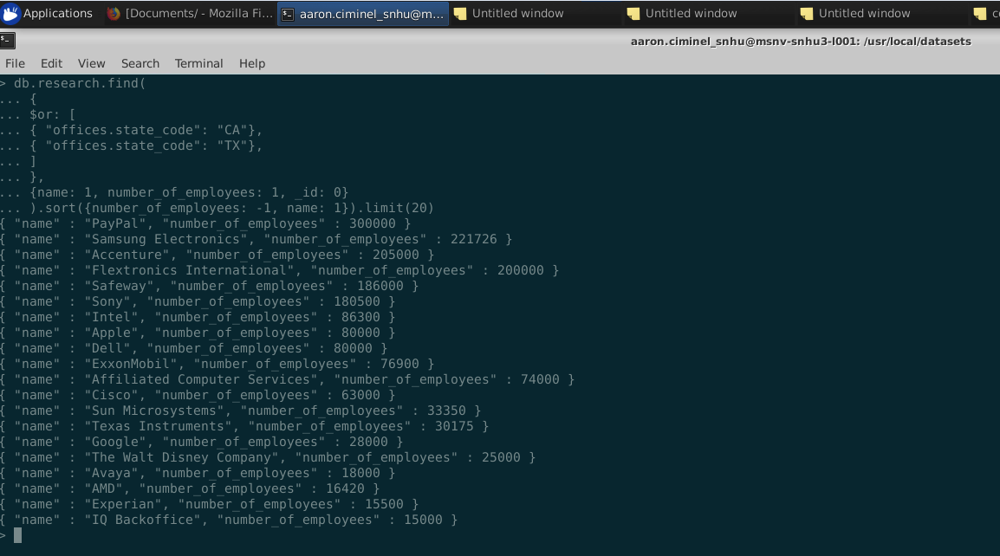 Applications
[Documents/ - Mozilla Fi...
aaron.ciminel_snhu@m...
Untitled window
Untitled window
Untitled window
aaron.ciminel_snhu@msnv-snhu3-l001: /usr/local/datasets
File Edit View Search Terminal Help
> db.research.find(
... {
... $or: [
... { "offices.state_code": "CA"},
... { "offices.state_code": "TX"},
... ]
... },
... {name: 1, number_of_employees: 1, _id: 0}
... ).sort({number_of_employees: -1, name: 1}).limit(20)
{ "name" : "PayPal", "number_of_employees" : 300000 }
{ "name" : "Samsung Electronics", "number_of_employees" : 221726 }
{ "name" : "Accenture", "number_of_employees" : 205000 }
{ "name" : "Flextronics International", "number_of_employees" : 200000 }
{ "name" : "Safeway", "number_of_employees" : 186000 }
{ "name" : "Sony", "number_of_employees" : 180500 }
{ "name" : "Intel", "number_of_employees" : 86300 }
{ "name" : "Apple", "number_of_employees" : 80000 }
{ "name" : "Dell", "number_of_employees" : 80000 }
{ "name" : "ExxonMobil", "number_of_employees" : 76900 }
{ "name" : "Affiliated Computer Services", "number_of_employees" : 74000 }
{ "name" : "Cisco", "number_of_employees" : 63000 }
{ "name" : "Sun Microsystems", "number_of_employees" : 33350 }
{ "name" : "Texas Instruments", "number_of_employees" : 30175 }
{ "name" : "Google", "number_of_employees" : 28000 }
{ "name" : "The Walt Disney Company", "number_of_employees" : 25000 }
{ "name" : "Avaya", "number_of_employees" : 18000 }
{ "name" : "AMD", "number_of_employees" : 16420 }
{ "name" : "Experian", "number_of_employees" : 15500 }
{ "name" : "IQ Backoffice", "number_of_employees" : 15000 }
>